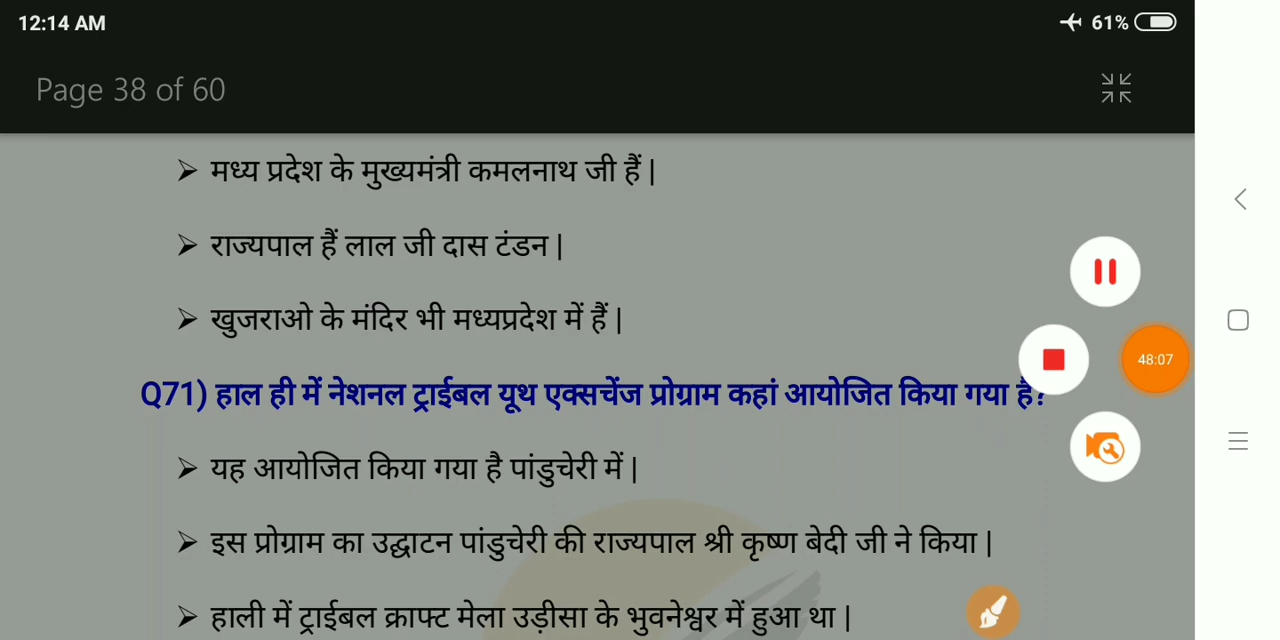 12:14 AM
61%
Page 38 of 60
➢ मध्य प्रदेश के मुख्यमंत्री कमलनाथ जी हैं |
➢ राज्यपाल हैं लाल जी दास टंडन |
➢ खुजराओ के मंदिर भी मध्यप्रदेश में हैं |
Q71) हाल ही में नेशनल ट्राईबल यूथ एक्सचेंज प्रोग्राम कहां आयोजित किया गया है?
48:07
➢ यह आयोजित किया गया है पांडुचेरी में |
➢ इस प्रोग्राम का उद्घाटन पांडुचेरी की राज्यपाल श्री कृष्ण बेदी जी ने किया |
➢ हाली में ट्राईबल क्राफ्ट मेला उड़ीसा के भुवनेश्वर में हुआ था |